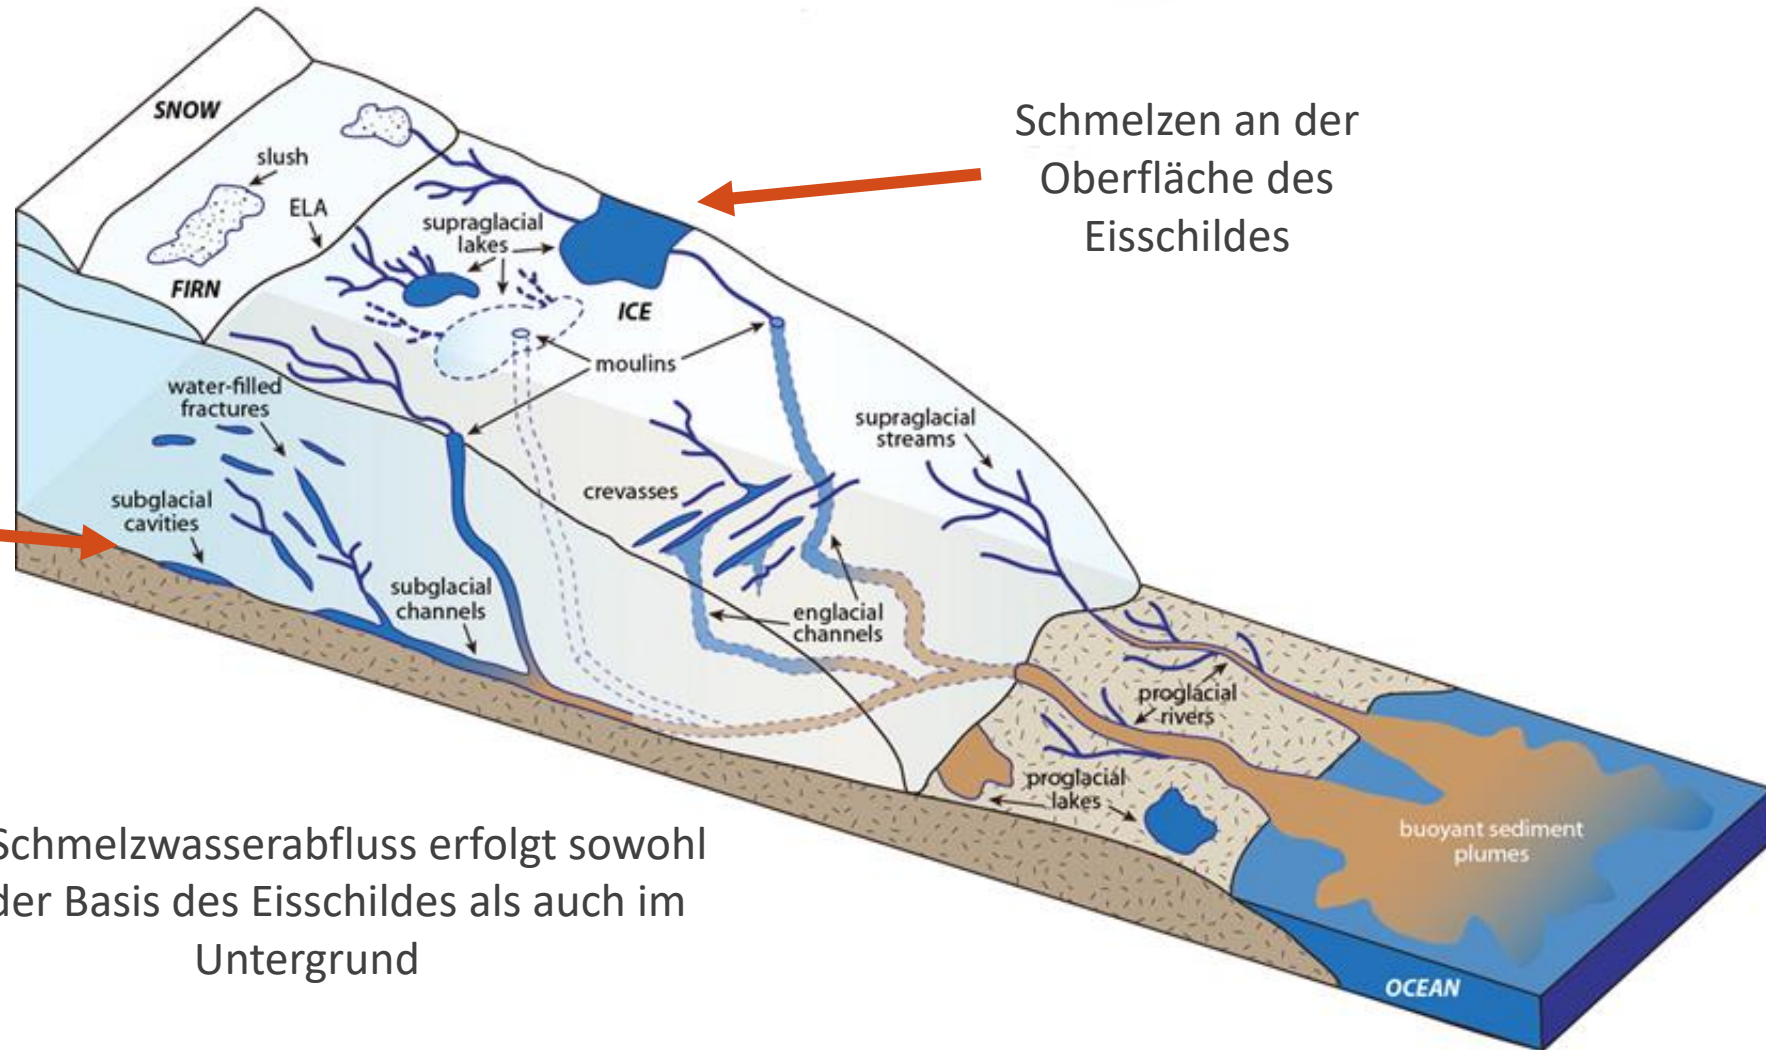 SNOW
slush
ELA
FIRN
supraglacial
lakes
ICE
moulins
water-filled
fractures
subglacial
cavities
subglacial
channels
crevasses
supraglacial
streams
englacial
channels
proglacial
rivers
proglacial
lakes
buoyant sediment
plumes
OCEAN
Schmelzen an der
Oberfläche des
Eisschildes
Schmelzwasserabfluss erfolgt sowohl
der Basis des Eisschildes als auch im
Untergrund